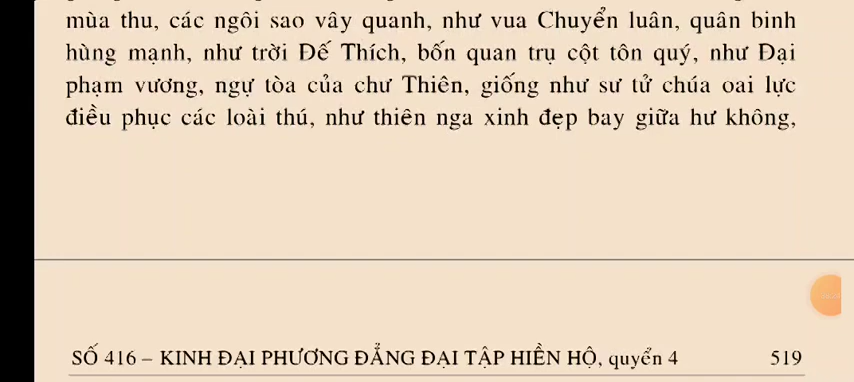 mùa thu, các ngôi sao vây quanh, như vua Chuyển luân, quân binh
hùng mạnh, như trời Đế Thích, bốn quan trụ cột tôn quý, như Đại
phạm vương, ngự tòa của chư Thiên, giống như sư tử chúa oai lực
điều phục các loài thú, như thiên nga xinh đẹp bay giữa hư không,
SỐ 416 – KINH ĐẠI PHƯƠNG ĐẲNG ĐẠI TẬP HIỀN HỘ, quyển 4 519